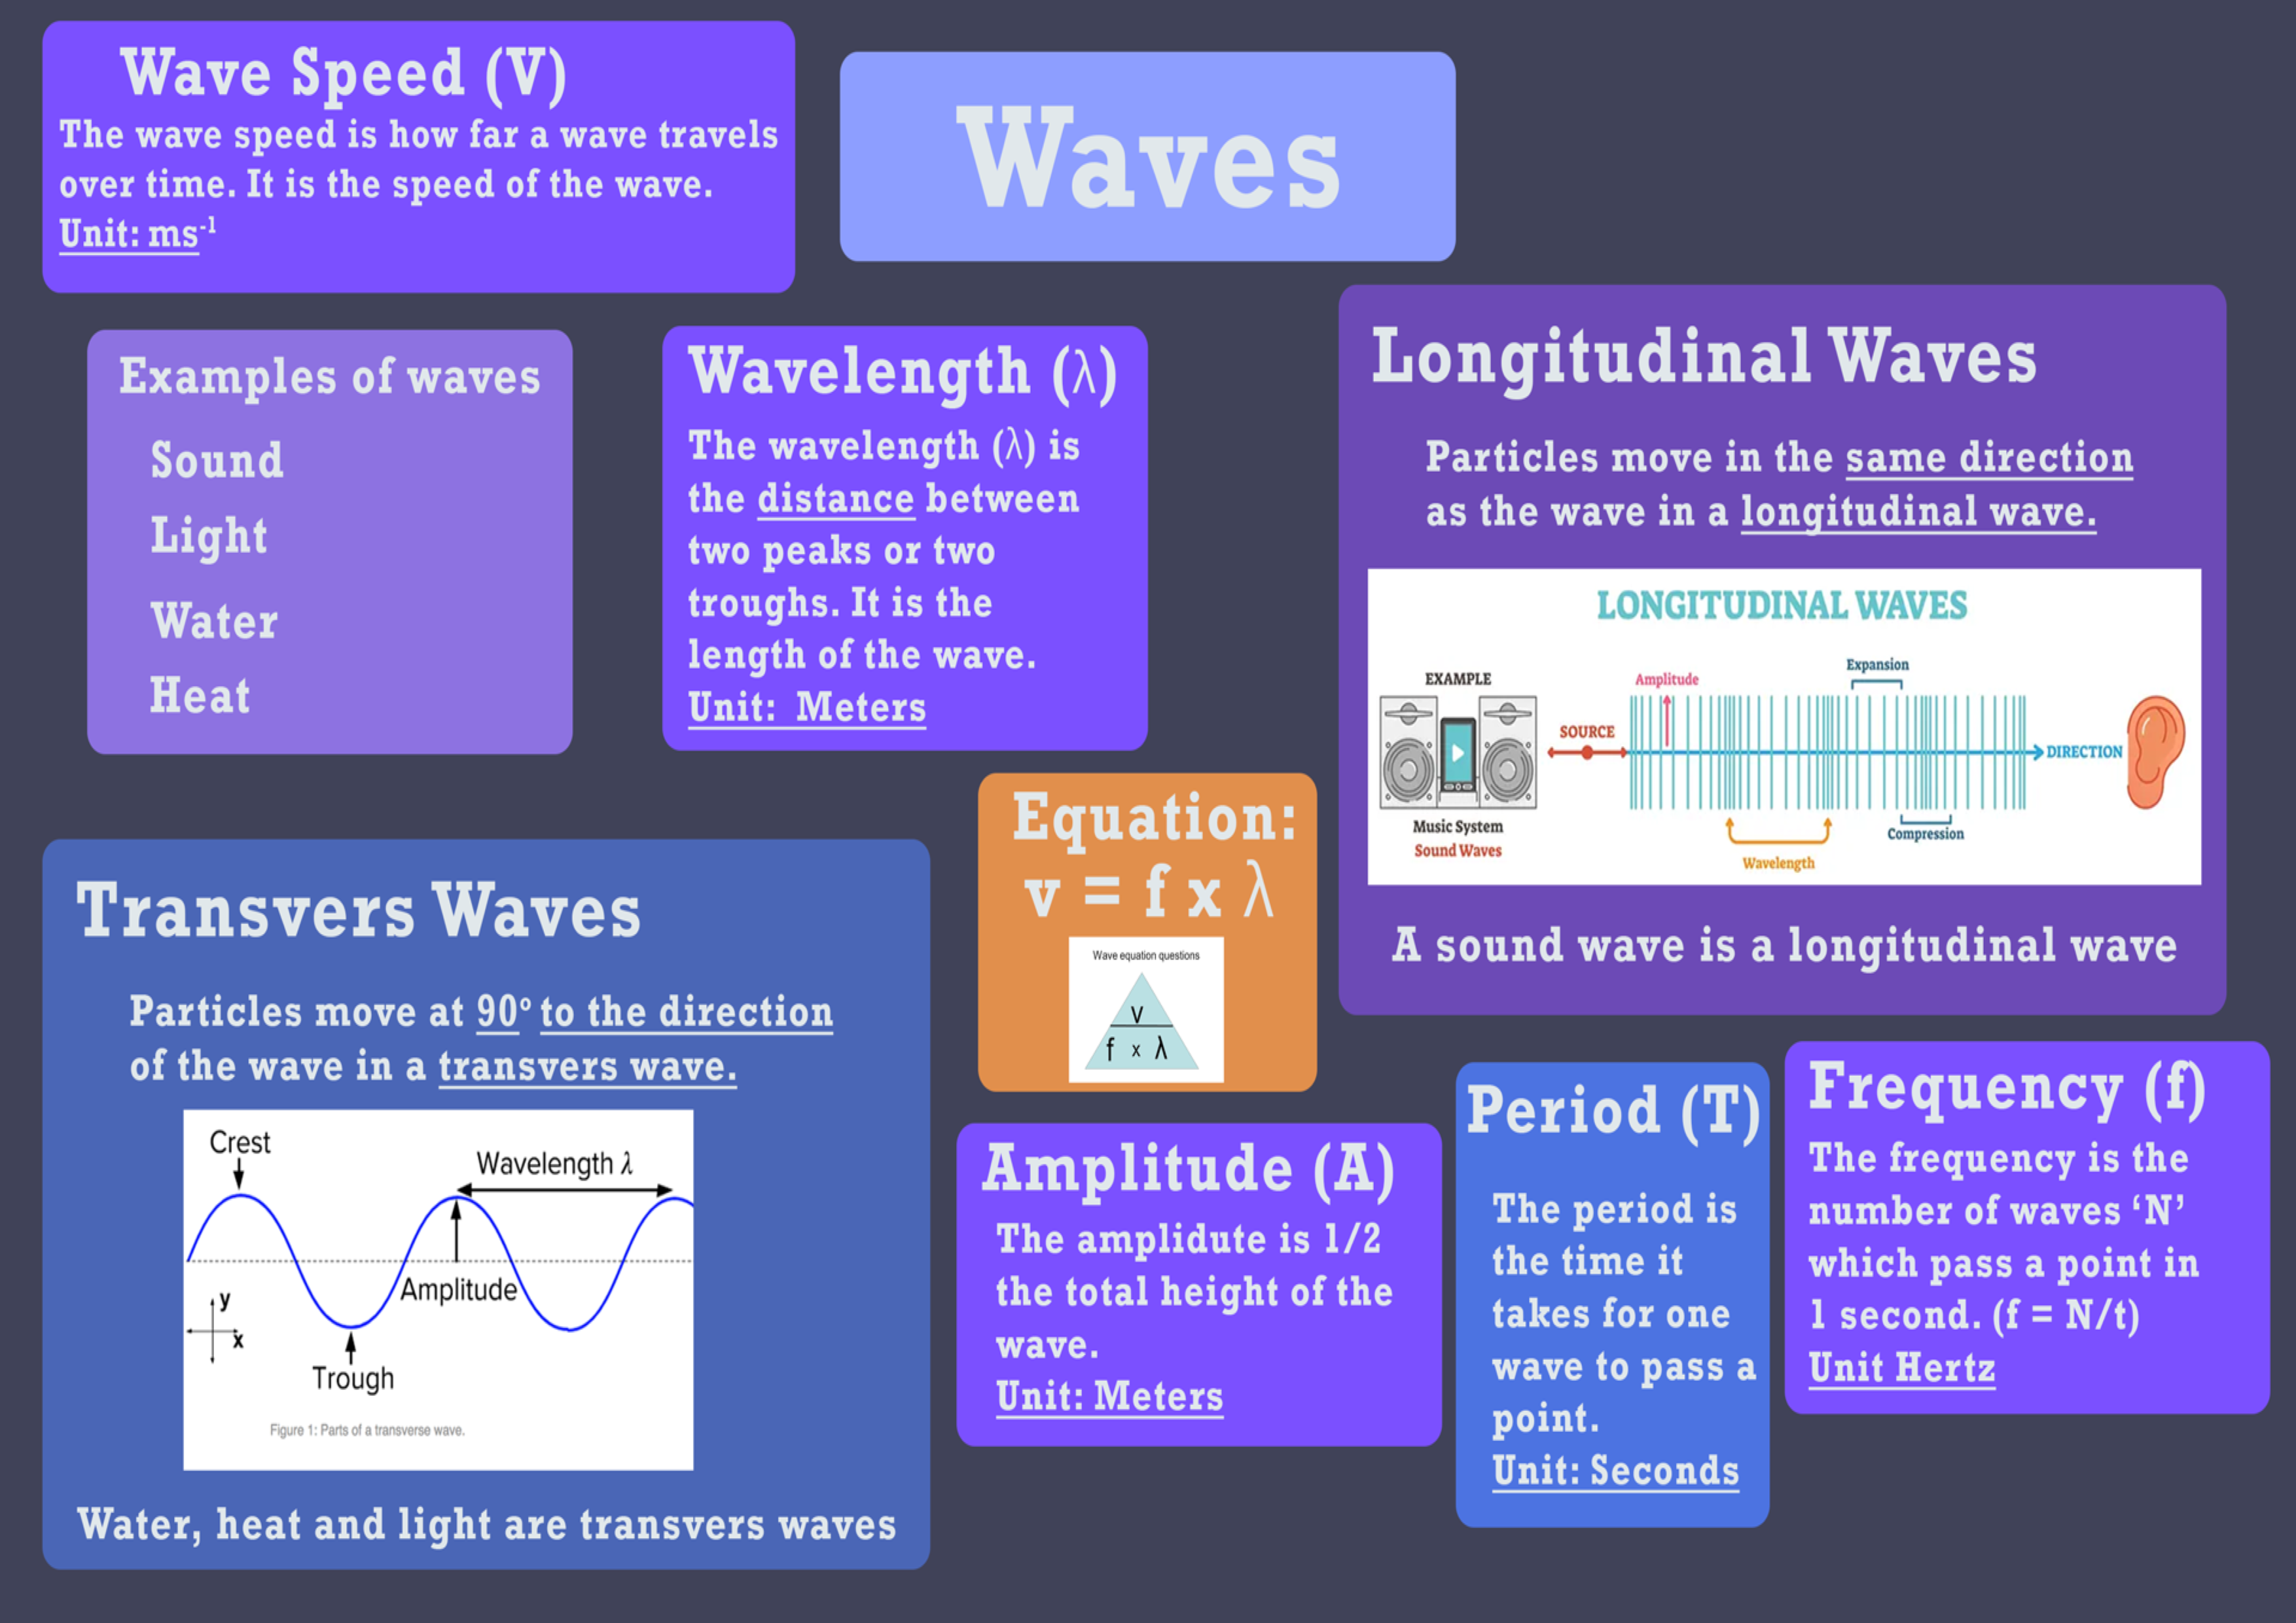 Wave Speed (V)
The wave speed is how far a wave travels
over time. It is the speed of the wave.
Unit: ms⁻¹
Waves
Examples of waves
Sound
Light
Water
Heat
Wavelength (λ)
The wavelength (λ) is
the distance between
two peaks or two
troughs. It is the
length of the wave.
Unit: Meters
Longitudinal Waves
Particles move in the same direction
as the wave in a longitudinal wave.
LONGITUDINAL WAVES
EXAMPLE
Music System
Sound Waves
SOURCE
Amplitude
Expansion
DIRECTION
Wavelength
Compression
A sound wave is a longitudinal wave
Equation:
v = f x λ
Wave equation questions
V
f x λ
Transvers Waves
Particles move at 90º to the direction
of the wave in a transvers wave.
Crest
Wavelength λ
Amplitude
y
x
Trough
Figure 1: Parts of a transverse wave.
Water, heat and light are transvers waves
Amplitude (A)
The amplidute is 1/2
the total height of the
wave.
Unit: Meters
Period (T)
The period is
the time it
takes for one
wave to pass a
point.
Unit: Seconds
Frequency (f)
The frequency is the
number of waves ‘N’
which pass a point in
1 second. (f = N/t)
Unit Hertz